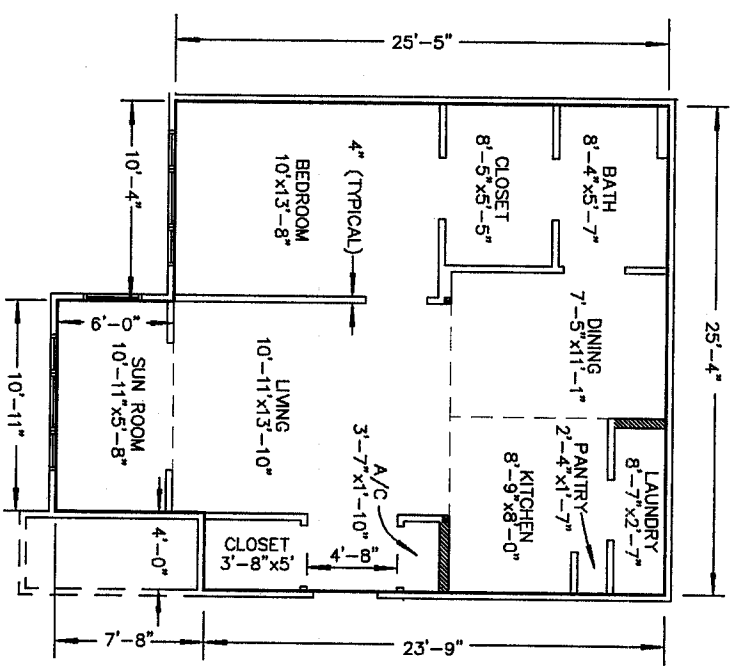 25'-5"
BATH
8'-4"x5'-7"
CLOSET
8'-5"x5'-5"
4" (TYPICAL)
BEDROOM
10'x13'-8"
10'-4"
25'-4"
DINING
7'-5"x11'-1"
6'-0"
SUN ROOM
10'-11"x5'-8"
LIVING
10'-11'x13'-10"
10'-11"
A/C
3'-7"x1'-10"
KITCHEN
8'-9"x8'-0"
PANTRY
2'-4"x1'-7"
LAUNDRY
8'-7"x2'-7"
CLOSET
3'-8"x5'
4'-8"
4'-0"
7'-8"
23'-9"